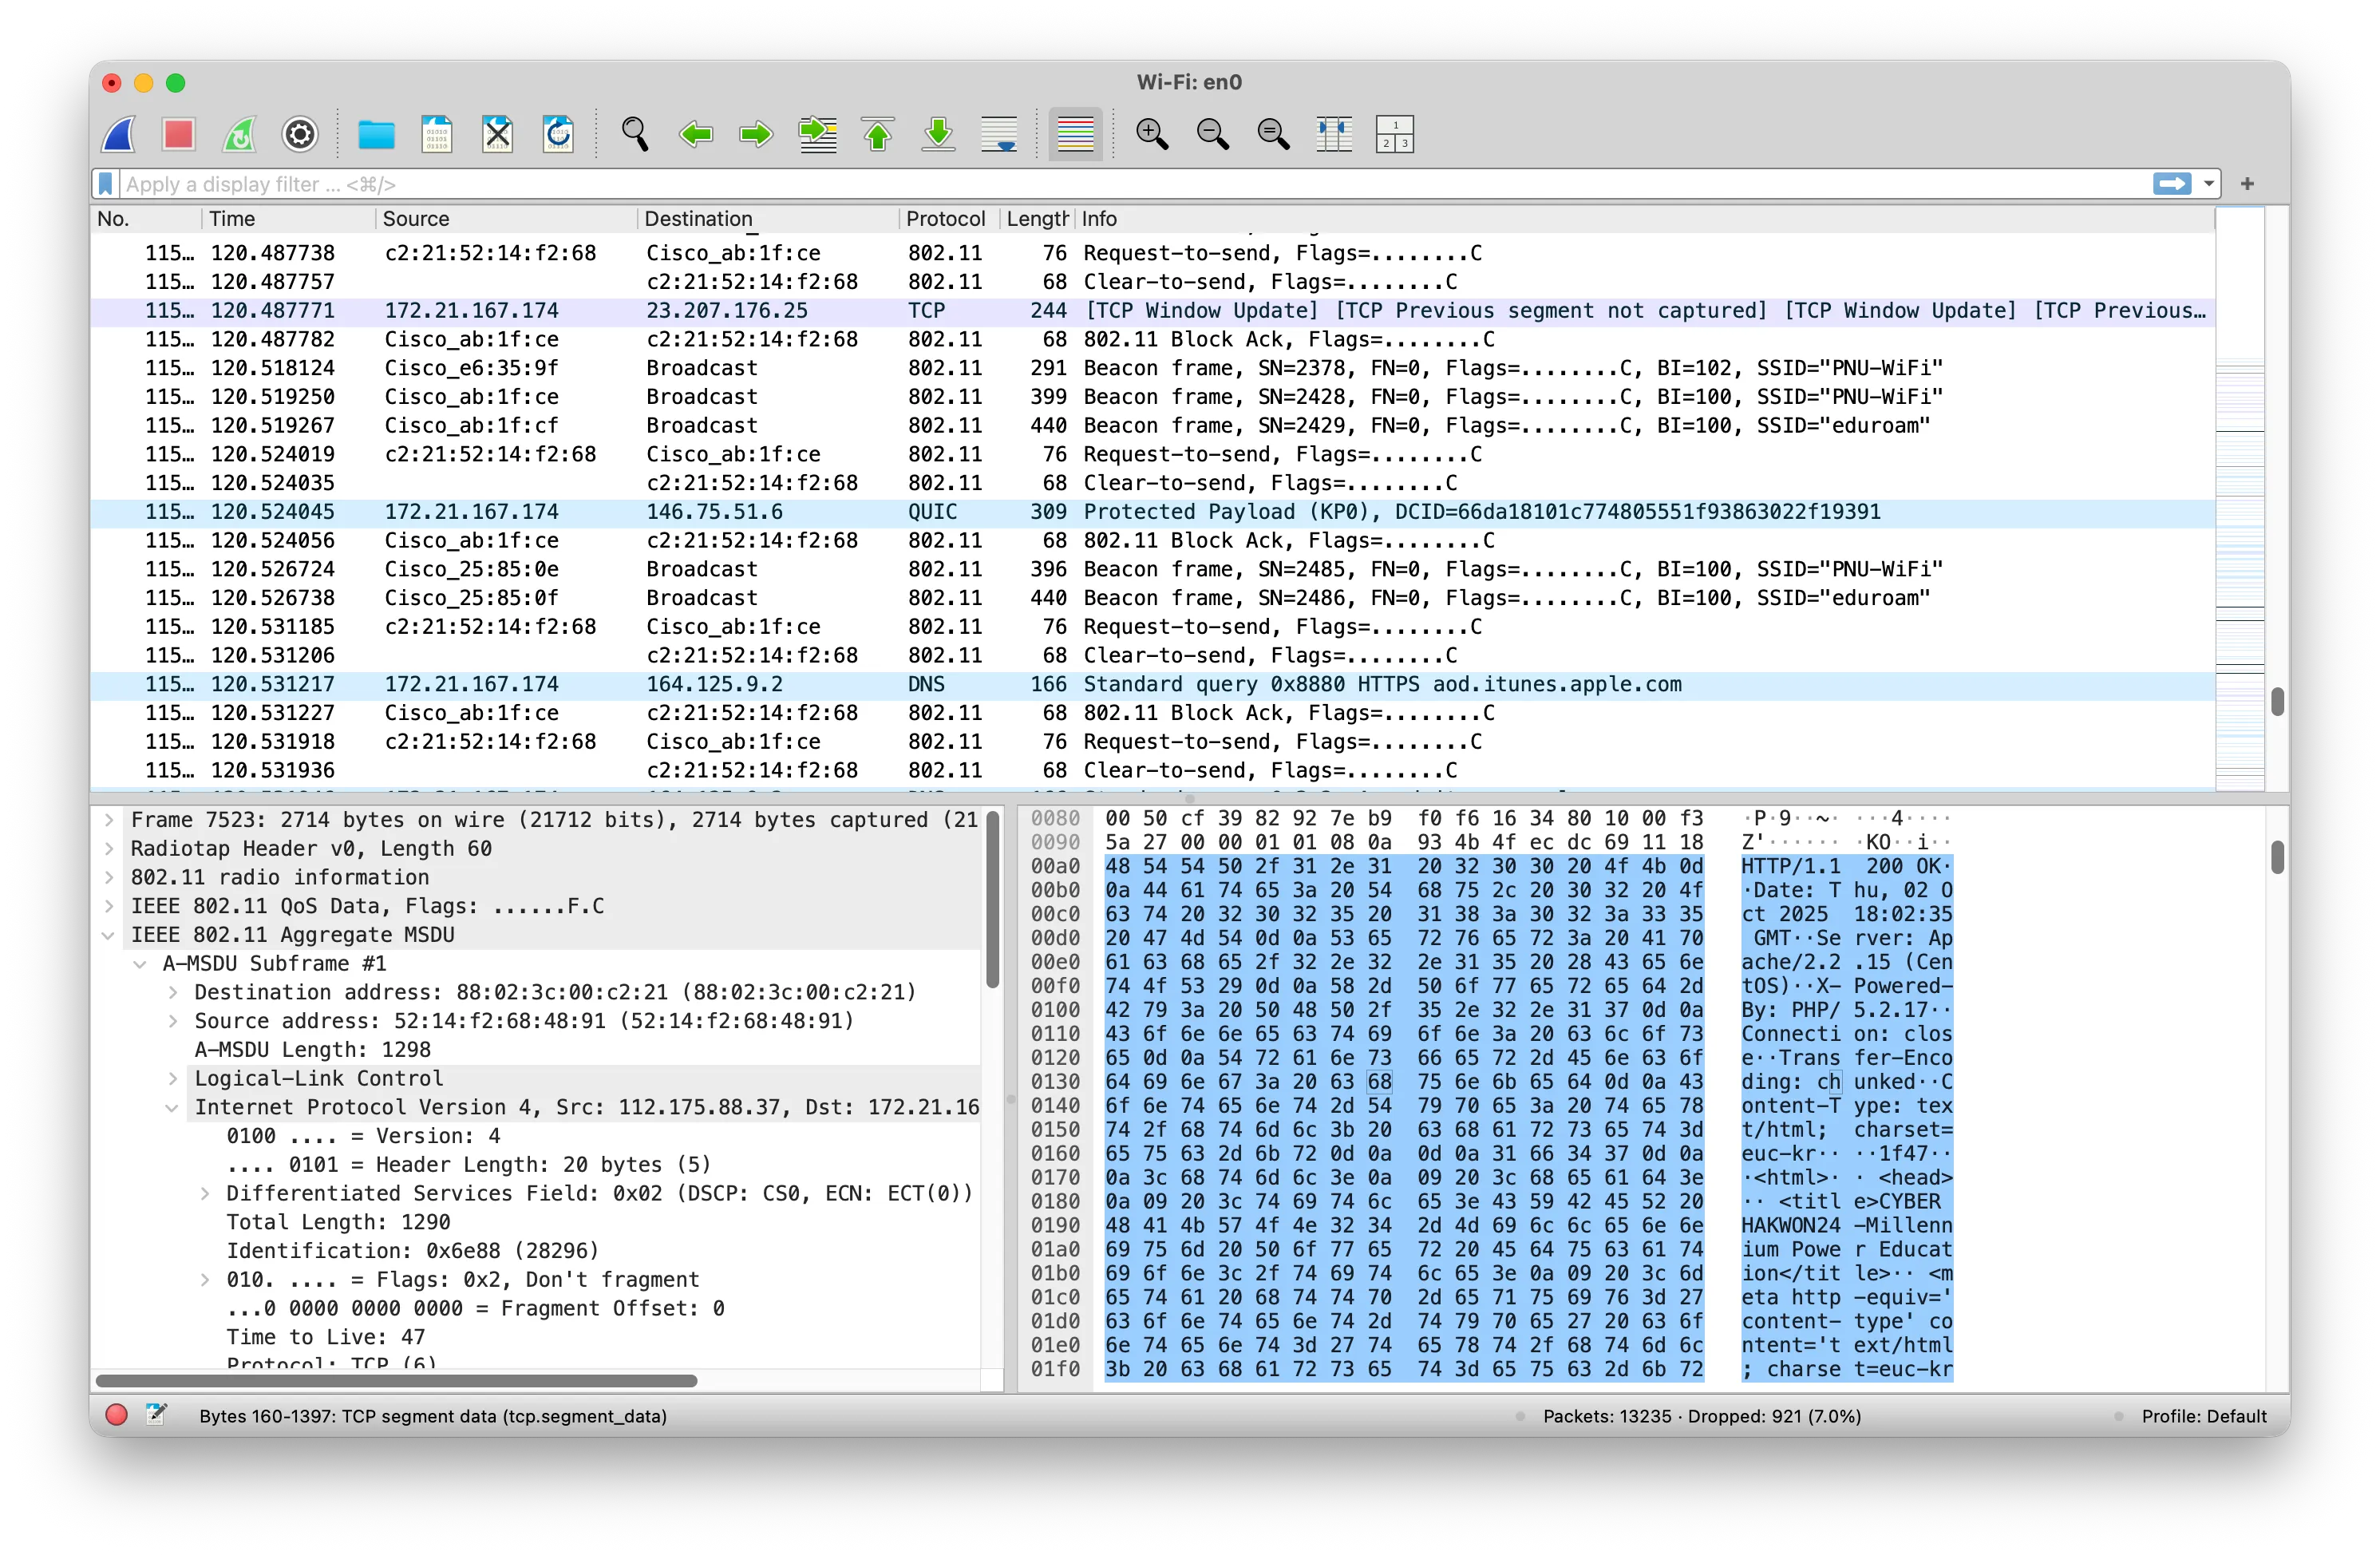 Wi-Fi: en0
Apply a display filter ... <⌘/>
No. Time Source Destination Protocol Length Info
115… 120.487738 c2:21:52:14:f2:68 Cisco_ab:1f:ce 802.11 76 Request-to-send, Flags=........C
115… 120.487757 c2:21:52:14:f2:68 802.11 68 Clear-to-send, Flags=........C
115… 120.487771 172.21.167.174 23.207.176.25 TCP 244 [TCP Window Update] [TCP Previous segment not captured] [TCP Window Update] [TCP Previous…
115… 120.487782 Cisco_ab:1f:ce c2:21:52:14:f2:68 802.11 68 802.11 Block Ack, Flags=........C
115… 120.518124 Cisco_e6:35:9f Broadcast 802.11 291 Beacon frame, SN=2378, FN=0, Flags=........C, BI=102, SSID="PNU-WiFi"
115… 120.519250 Cisco_ab:1f:ce Broadcast 802.11 399 Beacon frame, SN=2428, FN=0, Flags=........C, BI=100, SSID="PNU-WiFi"
115… 120.519267 Cisco_ab:1f:cf Broadcast 802.11 440 Beacon frame, SN=2429, FN=0, Flags=........C, BI=100, SSID="eduroam"
115… 120.524019 c2:21:52:14:f2:68 Cisco_ab:1f:ce 802.11 76 Request-to-send, Flags=........C
115… 120.524035 c2:21:52:14:f2:68 802.11 68 Clear-to-send, Flags=........C
115… 120.524045 172.21.167.174 146.75.51.6 QUIC 309 Protected Payload (KP0), DCID=66da18101c774805551f93863022f19391
115… 120.524056 Cisco_ab:1f:ce c2:21:52:14:f2:68 802.11 68 802.11 Block Ack, Flags=........C
115… 120.526724 Cisco_25:85:0e Broadcast 802.11 396 Beacon frame, SN=2485, FN=0, Flags=........C, BI=100, SSID="PNU-WiFi"
115… 120.526738 Cisco_25:85:0f Broadcast 802.11 440 Beacon frame, SN=2486, FN=0, Flags=........C, BI=100, SSID="eduroam"
115… 120.531185 c2:21:52:14:f2:68 Cisco_ab:1f:ce 802.11 76 Request-to-send, Flags=........C
115… 120.531206 c2:21:52:14:f2:68 802.11 68 Clear-to-send, Flags=........C
115… 120.531217 172.21.167.174 164.125.9.2 DNS 166 Standard query 0x8880 HTTPS aod.itunes.apple.com
115… 120.531227 Cisco_ab:1f:ce c2:21:52:14:f2:68 802.11 68 802.11 Block Ack, Flags=........C
115… 120.531918 c2:21:52:14:f2:68 Cisco_ab:1f:ce 802.11 76 Request-to-send, Flags=........C
115… 120.531936 c2:21:52:14:f2:68 802.11 68 Clear-to-send, Flags=........C
Frame 7523: 2714 bytes on wire (21712 bits), 2714 bytes captured (21
Radiotap Header v0, Length 60
802.11 radio information
IEEE 802.11 QoS Data, Flags: ......F.C
IEEE 802.11 Aggregate MSDU
A-MSDU Subframe #1
Destination address: 88:02:3c:00:c2:21 (88:02:3c:00:c2:21)
Source address: 52:14:f2:68:48:91 (52:14:f2:68:48:91)
A-MSDU Length: 1298
Logical-Link Control
Internet Protocol Version 4, Src: 112.175.88.37, Dst: 172.21.16
0100 .... = Version: 4
.... 0101 = Header Length: 20 bytes (5)
Differentiated Services Field: 0x02 (DSCP: CS0, ECN: ECT(0))
Total Length: 1290
Identification: 0x6e88 (28296)
010. .... = Flags: 0x2, Don't fragment
...0 0000 0000 0000 = Fragment Offset: 0
Time to Live: 47
Protocol: TCP (6)
0080 00 50 cf 39 82 92 7e b9 f0 f6 16 34 80 10 00 f3 ·P·9··~· ···4····
0090 5a 27 00 00 01 01 08 0a 93 4b 4f ec dc 69 11 18 Z'······ ·KO··i··
00a0 48 54 54 50 2f 31 2e 31 20 32 30 30 20 4f 4b 0d HTTP/1.1 200 OK·
00b0 0a 44 61 74 65 3a 20 54 68 75 2c 20 30 32 20 4f ·Date: T hu, 02 O
00c0 63 74 20 32 30 32 35 20 31 38 3a 30 32 3a 33 35 ct 2025 18:02:35
00d0 20 47 4d 54 0d 0a 53 65 72 76 65 72 3a 20 41 70 GMT··Se rver: Ap
00e0 61 63 68 65 2f 32 2e 32 2e 31 35 20 28 43 65 6e ache/2.2 .15 (Cen
00f0 74 4f 53 29 0d 0a 58 2d 50 6f 77 65 72 65 64 2d tOS)··X- Powered-
0100 42 79 3a 20 50 48 50 2f 35 2e 32 2e 31 37 0d 0a By: PHP/ 5.2.17··
0110 43 6f 6e 6e 65 63 74 69 6f 6e 3a 20 63 6c 6f 73 Connecti on: clos
0120 65 0d 0a 54 72 61 6e 73 66 65 72 2d 45 6e 63 6f e··Trans fer-Enco
0130 64 69 6e 67 3a 20 63 68 75 6e 6b 65 64 0d 0a 43 ding: ch unked··C
0140 6f 6e 74 65 6e 74 2d 54 79 70 65 3a 20 74 65 78 ontent-T ype: tex
0150 74 2f 68 74 6d 6c 3b 20 63 68 61 72 73 65 74 3d t/html; charset=
0160 65 75 63 2d 6b 72 0d 0a 0d 0a 31 66 34 37 0d 0a euc-kr·· ··1f47··
0170 0a 3c 68 74 6d 6c 3e 0a 09 20 3c 68 65 61 64 3e ·<html>· · <head>
0180 0a 09 20 3c 74 69 74 6c 65 3e 43 59 42 45 52 20 ·· <titl e>CYBER
0190 48 41 4b 57 4f 4e 32 34 2d 4d 69 6c 6c 65 6e 6e HAKWON24 -Millenn
01a0 69 75 6d 20 50 6f 77 65 72 20 45 64 75 63 61 74 ium Powe r Educat
01b0 69 6f 6e 3c 2f 74 69 74 6c 65 3e 0a 09 20 3c 6d ion</tit le>·· <m
01c0 65 74 61 20 68 74 74 70 2d 65 71 75 69 76 3d 27 eta http -equiv='
01d0 63 6f 6e 74 65 6e 74 2d 74 79 70 65 27 20 63 6f content- type' co
01e0 6e 74 65 6e 74 3d 27 74 65 78 74 2f 68 74 6d 6c ntent='t ext/html
01f0 3b 20 63 68 61 72 73 65 74 3d 65 75 63 2d 6b 72 ; charse t=euc-kr
Bytes 160-1397: TCP segment data (tcp.segment_data)
Packets: 13235 · Dropped: 921 (7.0%)
Profile: Default